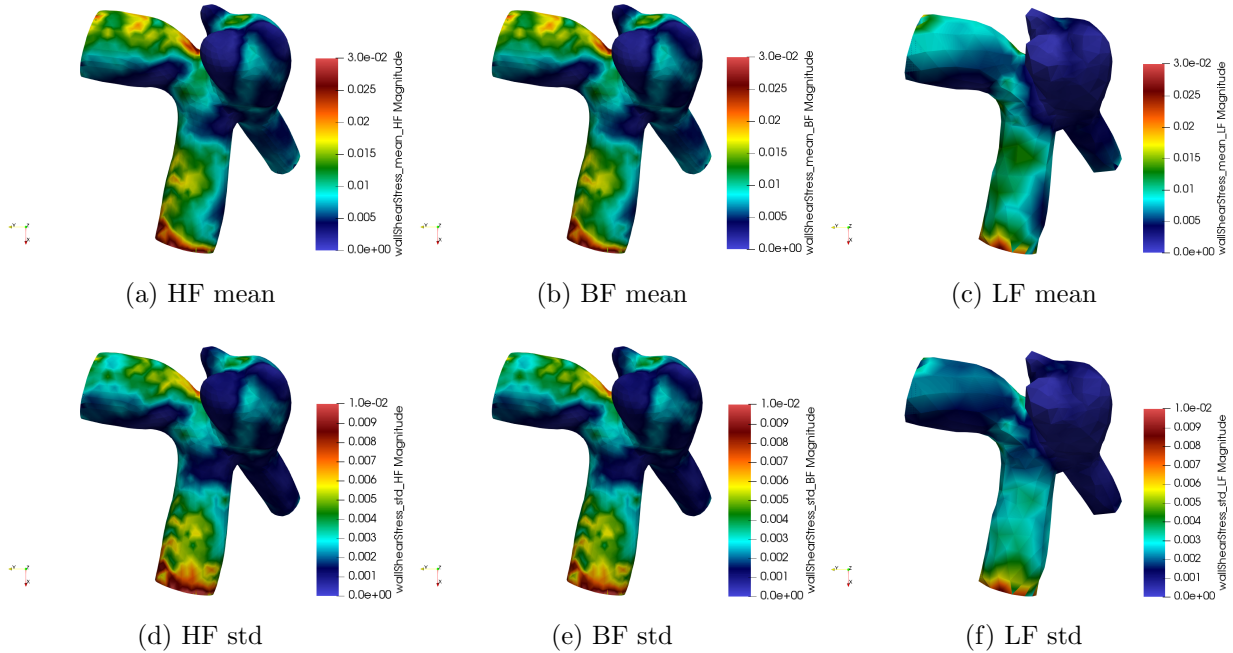 3.0e-02
0.025
0.02
0.015
0.01
0.005
0.0e+00
wallShearStress_mean_HF Magnitude
Y Z
X
(a) HF mean
3.0e-02
0.025
0.02
0.015
0.01
0.005
0.0e+00
wallShearStress_mean_BF Magnitude
Y Z
X
(b) BF mean
3.0e-02
0.025
0.02
0.015
0.01
0.005
0.0e+00
wallShearStress_mean_LF Magnitude
Y Z
X
(c) LF mean
1.0e-02
0.009
0.008
0.007
0.006
0.005
0.004
0.003
0.002
0.001
0.0e+00
wallShearStress_std_HF Magnitude
Y Z
X
(d) HF std
1.0e-02
0.009
0.008
0.007
0.006
0.005
0.004
0.003
0.002
0.001
0.0e+00
wallShearStress_std_BF Magnitude
Y Z
X
(e) BF std
1.0e-02
0.009
0.008
0.007
0.006
0.005
0.004
0.003
0.002
0.001
0.0e+00
wallShearStress_std_LF Magnitude
Y Z
X
(f) LF std